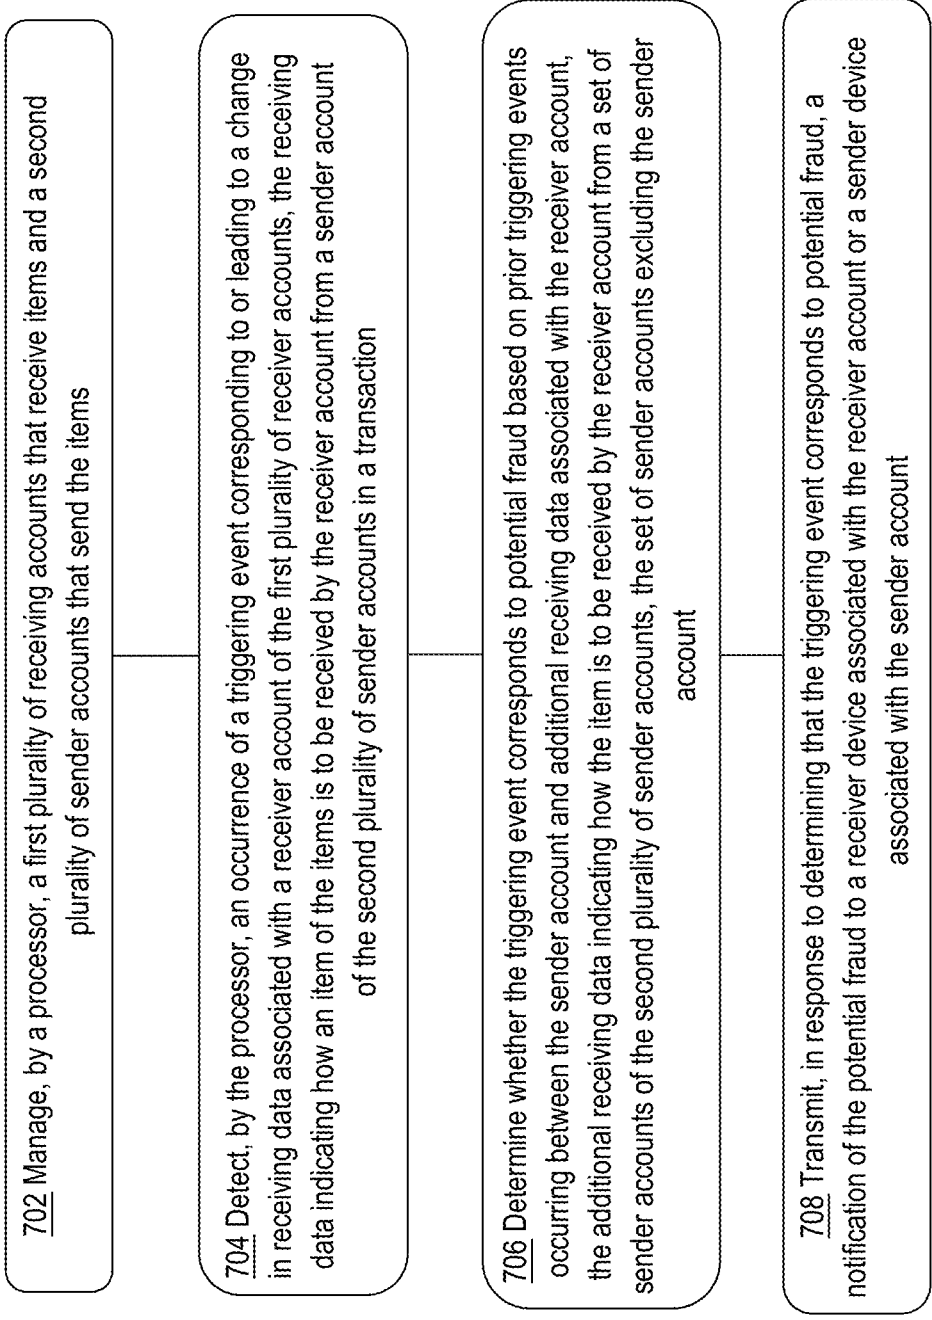 702 Manage, by a processor, a first plurality of receiving accounts that receive items and a second
plurality of sender accounts that send the items
704 Detect, by the processor, an occurrence of a triggering event corresponding to or leading to a change
in receiving data associated with a receiver account of the first plurality of receiver accounts, the receiving
data indicating how an item of the items is to be received by the receiver account from a sender account
of the second plurality of sender accounts in a transaction
706 Determine whether the triggering event corresponds to potential fraud based on prior triggering events
occurring between the sender account and additional receiving data associated with the receiver account,
the additional receiving data indicating how the item is to be received by the receiver account from a set of
sender accounts of the second plurality of sender accounts, the set of sender accounts excluding the sender
account
708 Transmit, in response to determining that the triggering event corresponds to potential fraud, a
notification of the potential fraud to a receiver device associated with the receiver account or a sender device
associated with the sender account